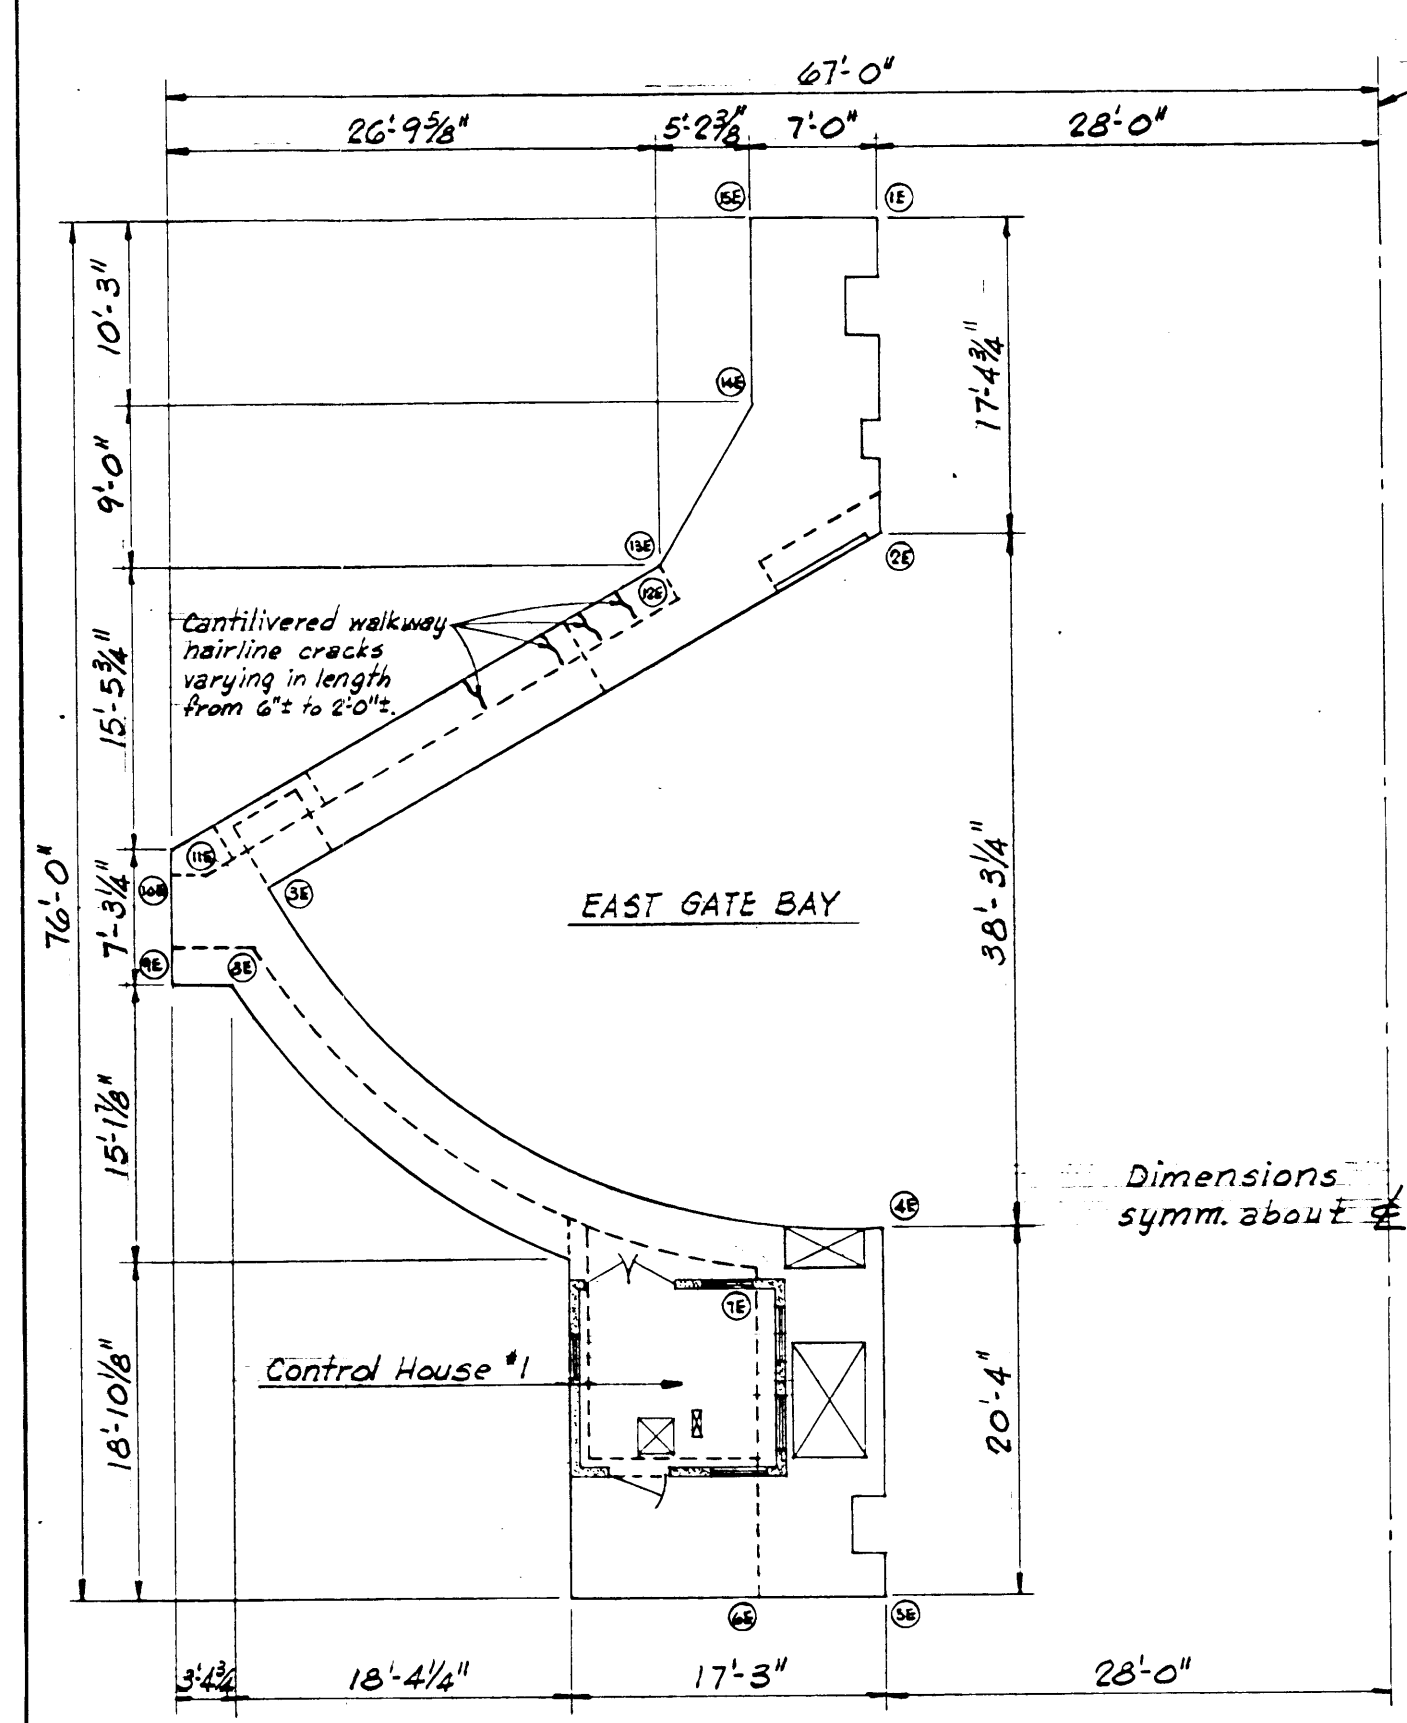 67'-0"
26'-9 5/8"
5'-2 3/8"
7'-0"
28'-0"
15E
1E
10'-3"
17'-4 3/4"
14E
9'-0"
13E
2E
12E
Cantilivered walkway
hairline cracks
varying in length
from 6"± to 2'-0"±.
15'-5 3/4"
76'-0"
11E
10E
3E
EAST GATE BAY
38'-3 1/4"
7'-3 1/4"
9E
8E
15'-1 7/8"
Dimensions
symm. about ℄
4E
7E
Control House #1
18'-10 1/8"
20'-4"
6E
5E
3'-4 3/4
18'-4 1/4"
17'-3"
28'-0"